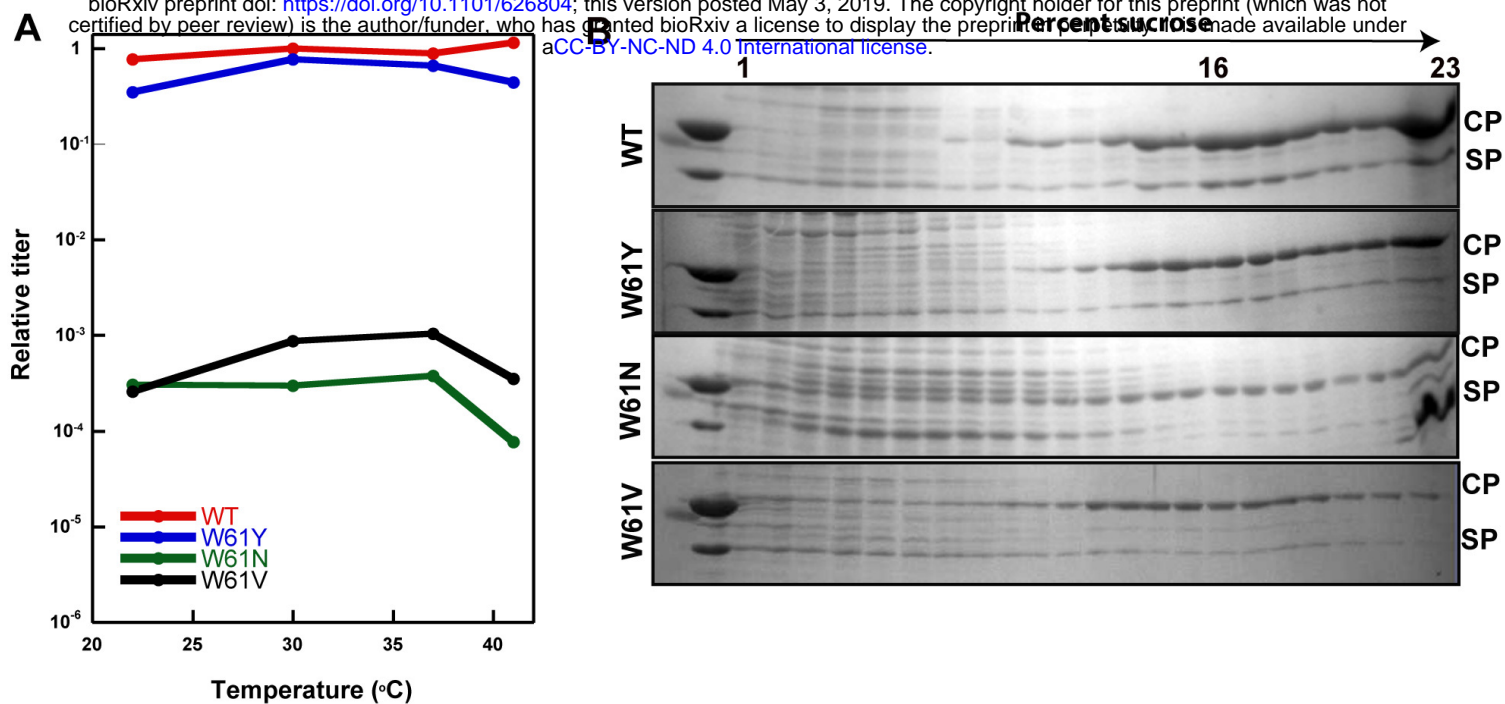 bioRxiv preprint doi: https://doi.org/10.1101/626804; this version posted May 3, 2019. The copyright holder for this preprint (which was not
certified by peer review) is the author/funder, who has granted bioRxiv a license to display the preprint in perpetuity. It is made available under
aCC-BY-NC-ND 4.0 International license.
A
1
10-1
10-2
10-3
10-4
10-5
10-6
Relative titer
WT
W61Y
W61N
W61V
20
25
30
35
40
Temperature (°C)
B
Percent sucrose
1
16
23
WT
CP
SP
W61Y
CP
SP
W61N
CP
SP
W61V
CP
SP